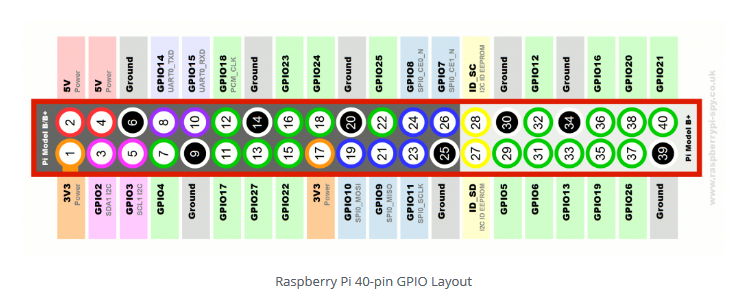 5V Power
5V Power
Ground
GPIO14 UART0_TXD
GPIO15 UART0_RXD
GPIO18 PCM_CLK
Ground
GPIO23
GPIO24
Ground
GPIO25
GPIO8 SPI0_CE0_N
GPIO7 SPI0_CE1_N
ID_SC I2C ID EEPROM
Ground
GPIO12
Ground
GPIO16
GPIO20
GPIO21
Pi Model B/B+
2 4 6 8 10 12 14 16 18 20 22 24 26 28 30 32 34 36 38 40
1 3 5 7 9 11 13 15 17 19 21 23 25 27 29 31 33 35 37 39
Pi Model B+
3V3 Power
GPIO2 SDA1 I2C
GPIO3 SCL1 I2C
GPIO4
Ground
GPIO17
GPIO27
GPIO22
3V3 Power
GPIO10 SPI0_MOSI
GPIO9 SPI0_MISO
GPIO11 SPI0_SCLK
Ground
ID_SD I2C ID EEPROM
GPIO5
GPIO6
GPIO13
GPIO19
GPIO26
Ground
www.raspberrypi-spy.co.uk
Raspberry Pi 40-pin GPIO Layout